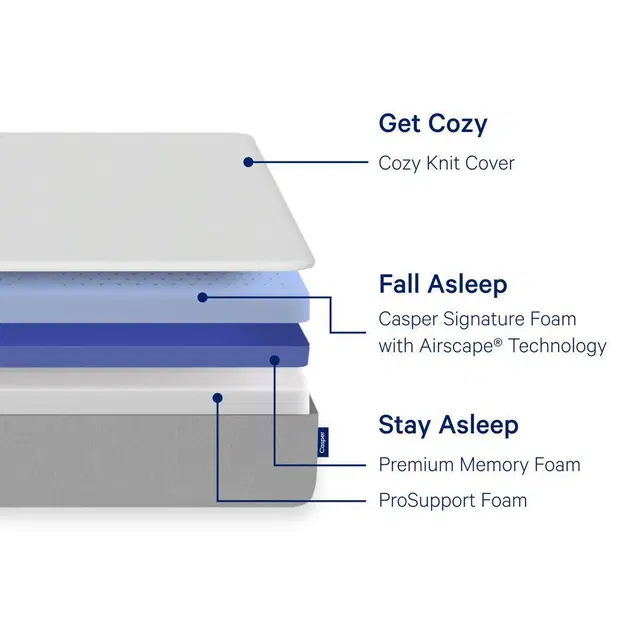 Get Cozy
Cozy Knit Cover
Fall Asleep
Casper Signature Foam
with Airscape® Technology
Stay Asleep
Premium Memory Foam
ProSupport Foam
Casper